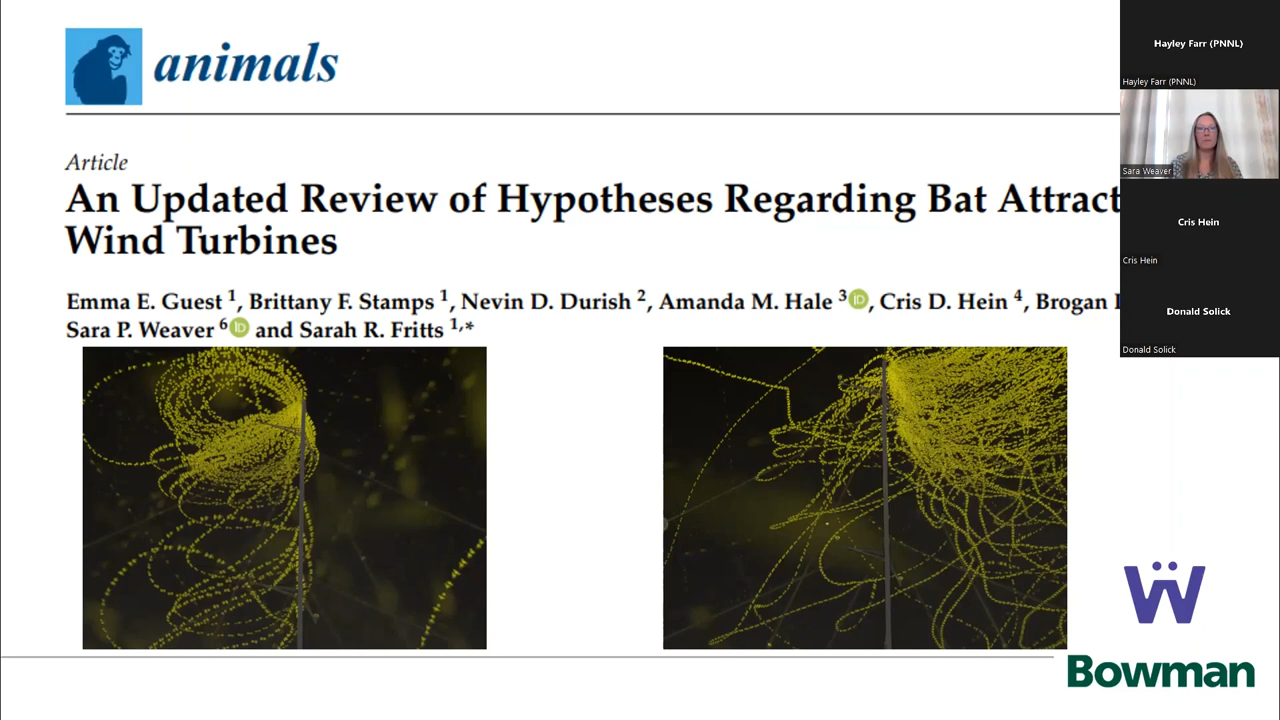 animals
Article
An Updated Review of Hypotheses Regarding Bat Attract
Wind Turbines
Emma E. Guest 1, Brittany F. Stamps 1, Nevin D. Durish 2, Amanda M. Hale 3 iD, Cris D. Hein 4, Brogan
Sara P. Weaver 6 iD and Sarah R. Fritts 1,*
Hayley Farr (PNNL)
Hayley Farr (PNNL)
Sara Weaver
Cris Hein
Cris Hein
Donald Solick
Donald Solick
Ẅ
Bowman